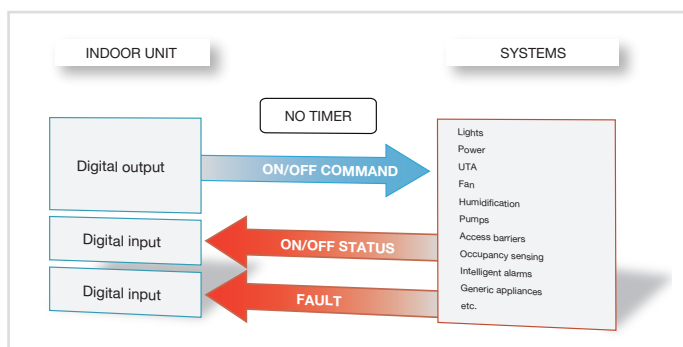 INDOOR UNIT
SYSTEMS
NO TIMER
Digital output
ON/OFF COMMAND
Digital input
ON/OFF STATUS
Digital input
FAULT
Lights
Power
UTA
Fan
Humidification
Pumps
Access barriers
Occupancy sensing
Intelligent alarms
Generic appliances
etc.